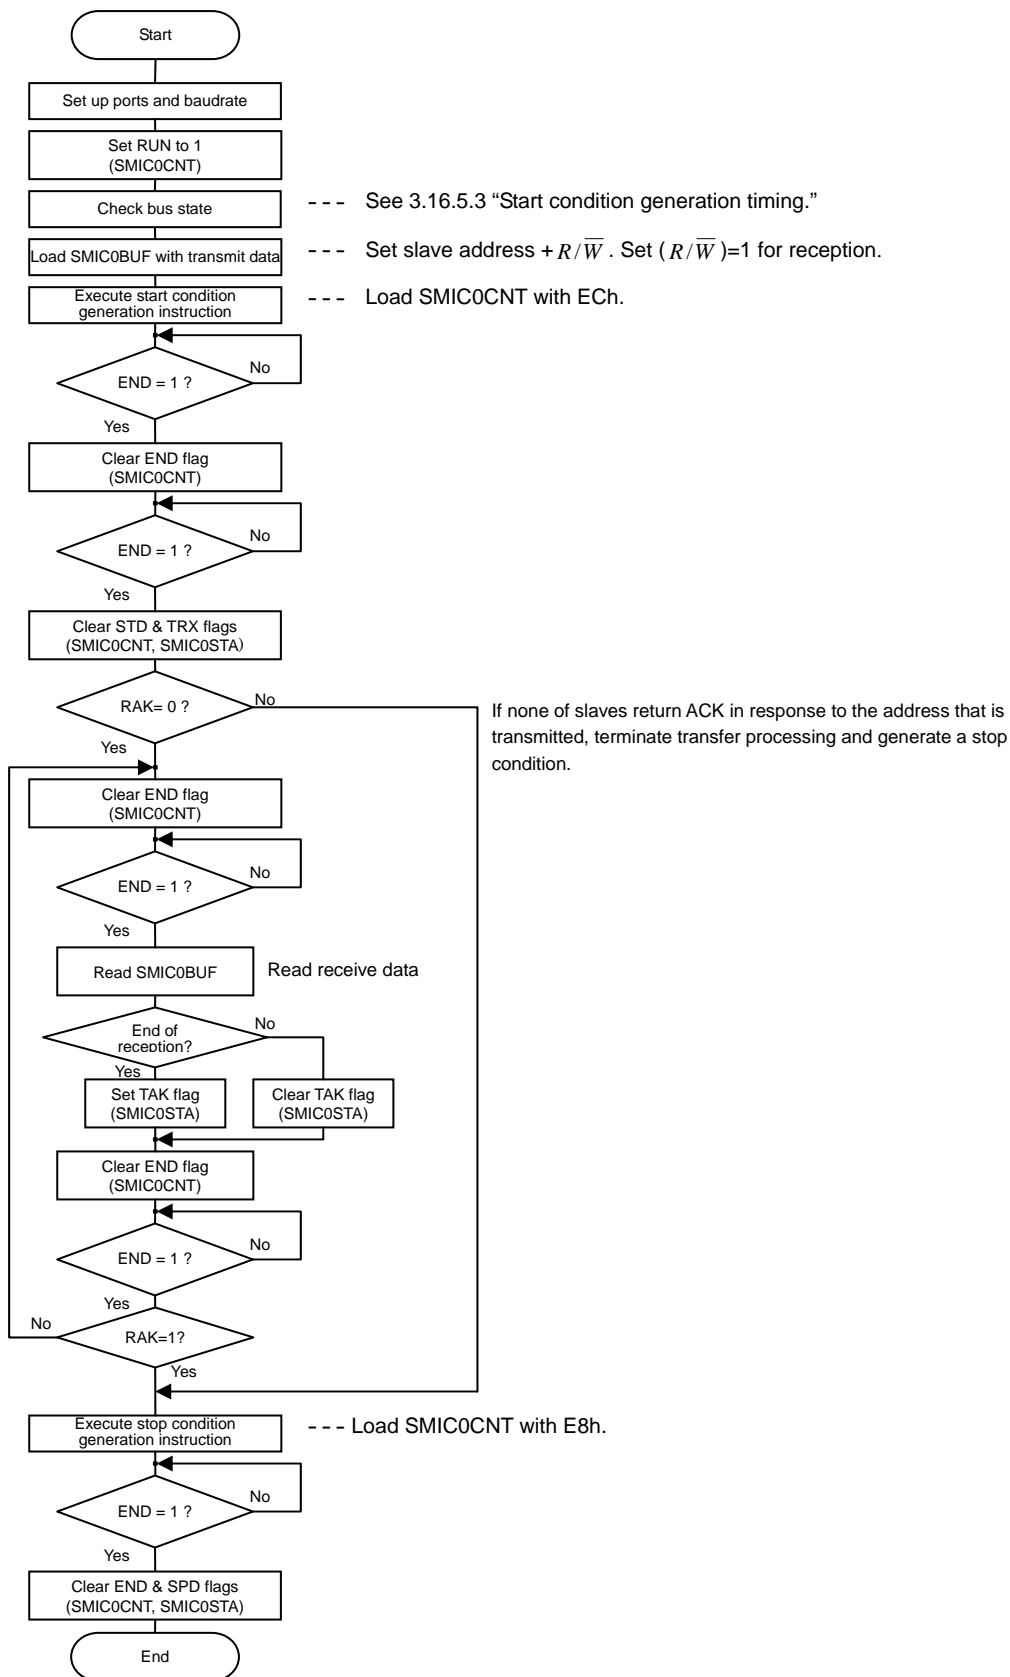 Start
Set up ports and baudrate
Set RUN to 1
(SMIC0CNT)
Check bus state
--- See 3.16.5.3 “Start condition generation timing.”
Load SMIC0BUF with transmit data
--- Set slave address + R/W̅ . Set ( R/W̅ )=1 for reception.
Execute start condition
generation instruction
--- Load SMIC0CNT with ECh.
END = 1 ?
No
Yes
Clear END flag
(SMIC0CNT)
END = 1 ?
No
Yes
Clear STD & TRX flags
(SMIC0CNT, SMIC0STA)
RAK= 0 ?
No
Yes
If none of slaves return ACK in response to the address that is
transmitted, terminate transfer processing and generate a stop
condition.
Clear END flag
(SMIC0CNT)
END = 1 ?
No
Yes
Read SMIC0BUF
Read receive data
End of
reception?
No
Yes
Set TAK flag
(SMIC0STA)
Clear TAK flag
(SMIC0STA)
Clear END flag
(SMIC0CNT)
END = 1 ?
No
Yes
No
RAK=1?
Yes
Execute stop condition
generation instruction
--- Load SMIC0CNT with E8h.
END = 1 ?
No
Yes
Clear END & SPD flags
(SMIC0CNT, SMIC0STA)
End